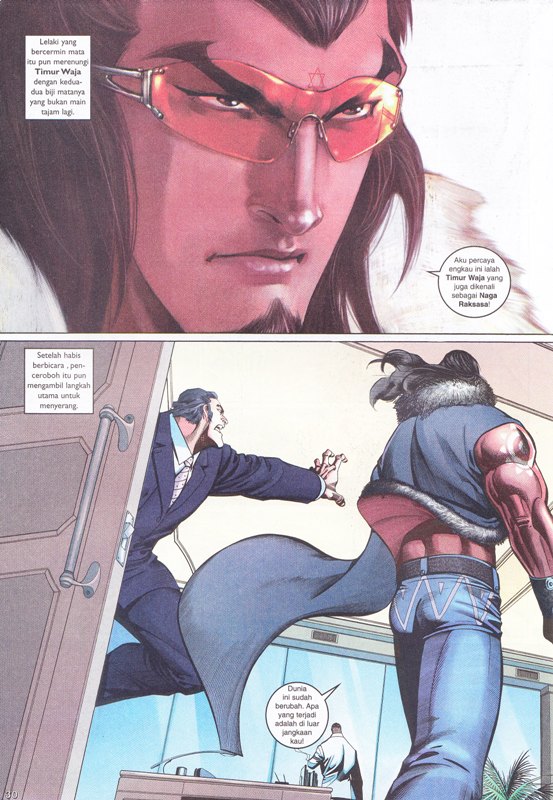 Lelaki yang
bercermin mata
itu pun merenungi
Timur Waja
dengan kedua-
dua biji matanya
yang bukan main
tajam lagi.
Aku percaya
engkau ini ialah
Timur Waja yang
juga dikenali
sebagai Naga
Raksasa!
Setelah habis
berbicara , pen-
ceroboh itu pun
mengambil langkah
utama untuk
menyerang.
Dunia
ini sudah
berubah. Apa
yang terjadi
adalah di luar
jangkaan
kau!
30